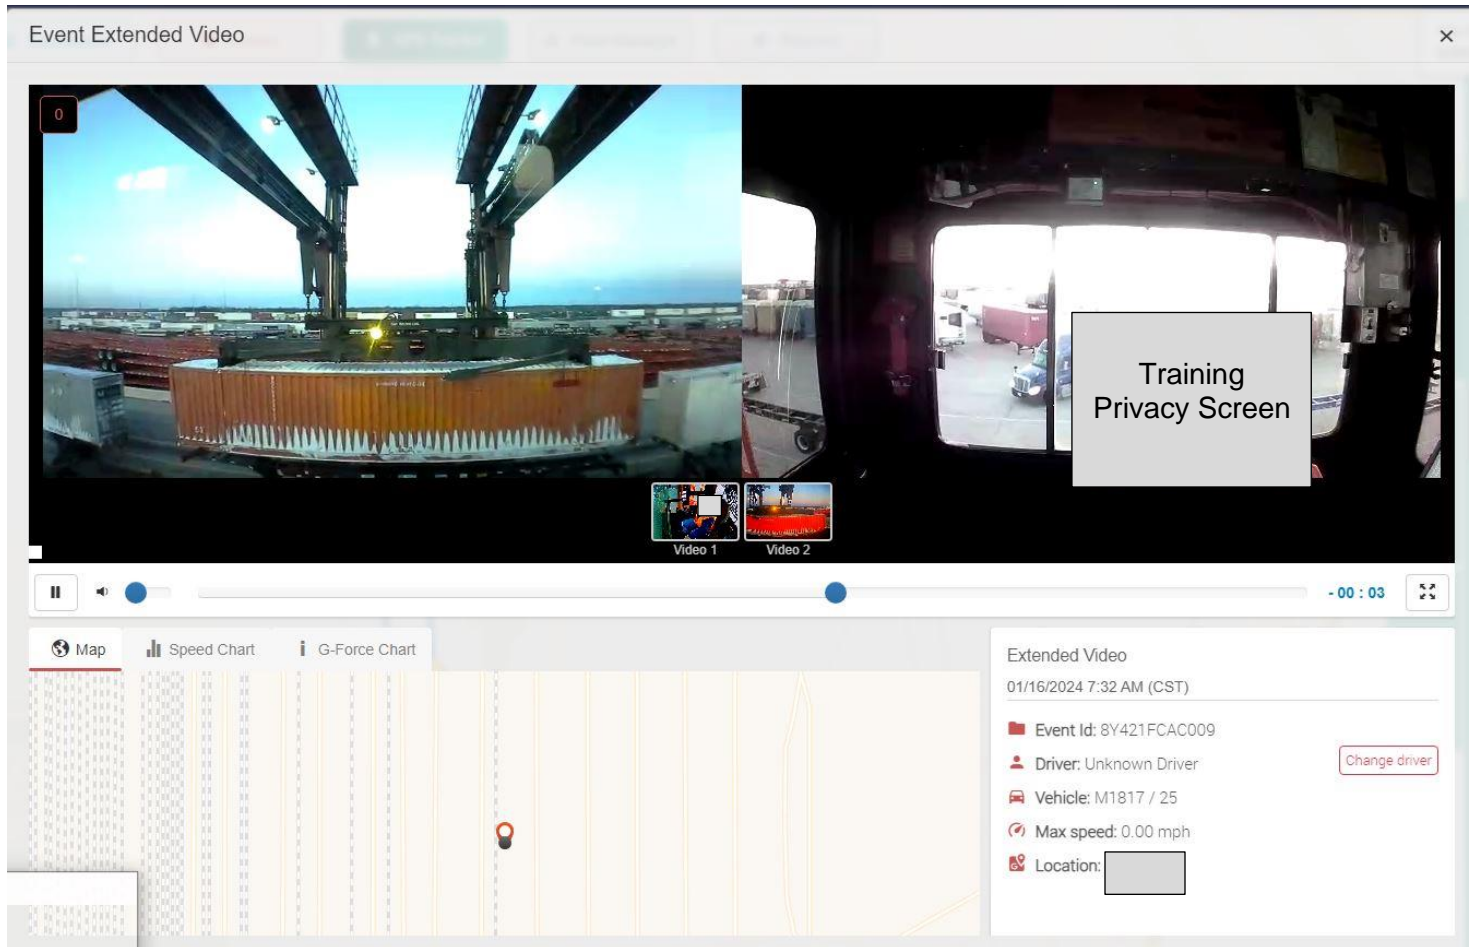 Event Extended Video
×
0
Training
Privacy Screen
Video 1
Video 2
- 00 : 03
Map
Speed Chart
G-Force Chart
Extended Video
01/16/2024 7:32 AM (CST)
Event Id: 8Y421FCAC009
Driver: Unknown Driver
Change driver
Vehicle: M1817 / 25
Max speed: 0.00 mph
Location: